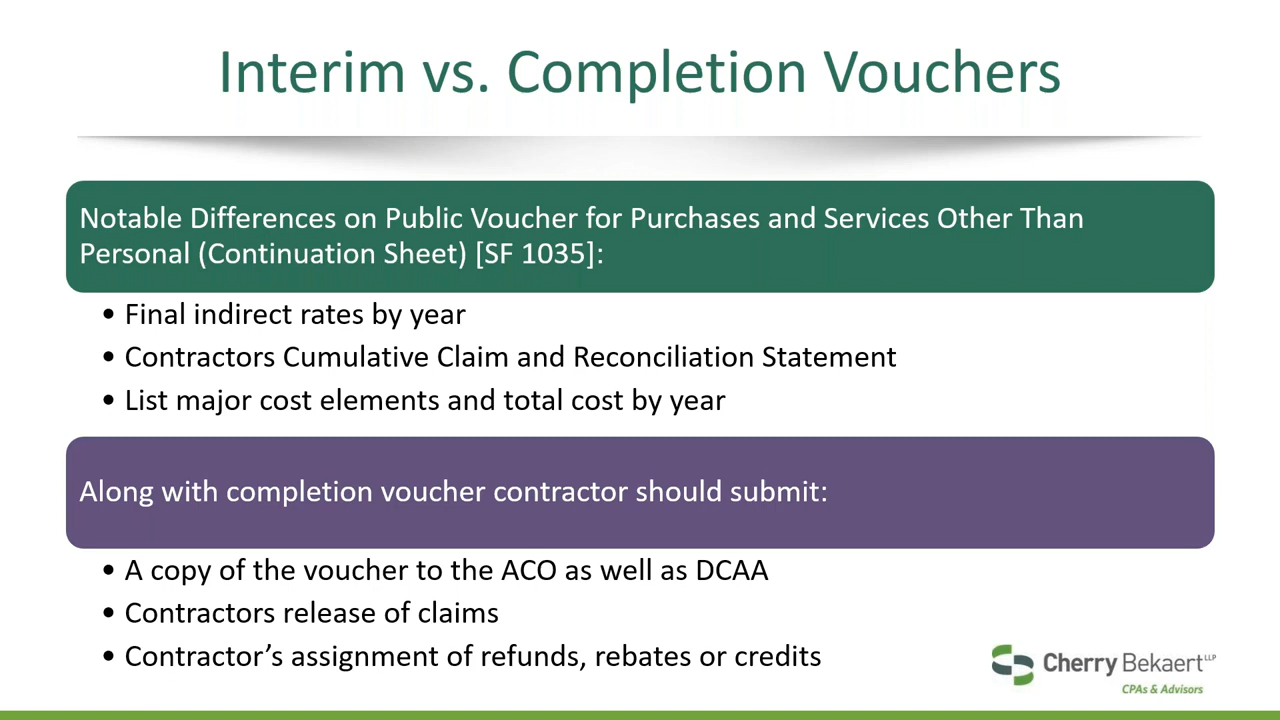 Interim vs. Completion Vouchers
Notable Differences on Public Voucher for Purchases and Services Other Than
Personal (Continuation Sheet) [SF 1035]:
• Final indirect rates by year
• Contractors Cumulative Claim and Reconciliation Statement
• List major cost elements and total cost by year
Along with completion voucher contractor should submit:
• A copy of the voucher to the ACO as well as DCAA
• Contractors release of claims
• Contractor’s assignment of refunds, rebates or credits
Cherry Bekaert LLP
CPAs & Advisors